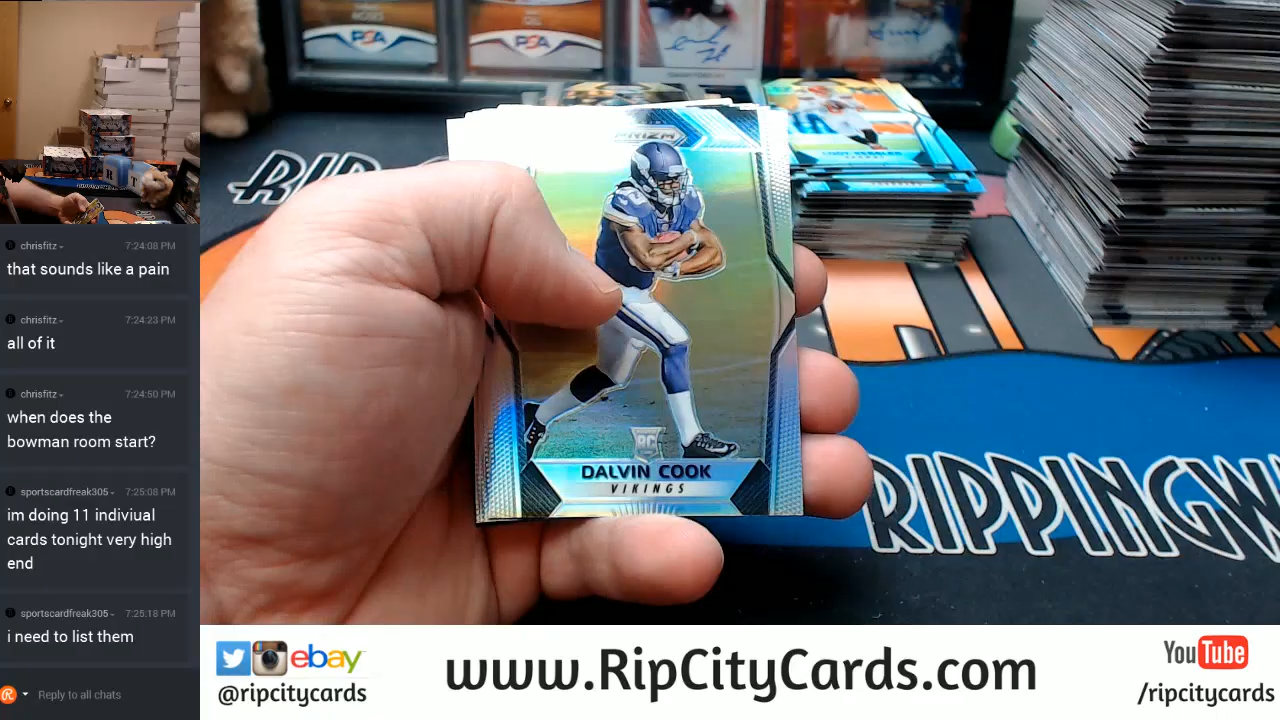 chrisfitz 7:24:08 PM
that sounds like a pain
chrisfitz 7:24:23 PM
all of it
chrisfitz 7:24:50 PM
when does the
bowman room start?
sportscardfreak305 7:25:08 PM
im doing 11 indiviual
cards tonight very high
end
sportscardfreak305 7:25:18 PM
i need to list them
Reply to all chats
PSA
PSA
PRIZM
RIP
RC
DALVIN COOK
VIKINGS
RIPPINGW
ebay
@ripcitycards
www.RipCityCards.com
YouTube
/ripcitycards